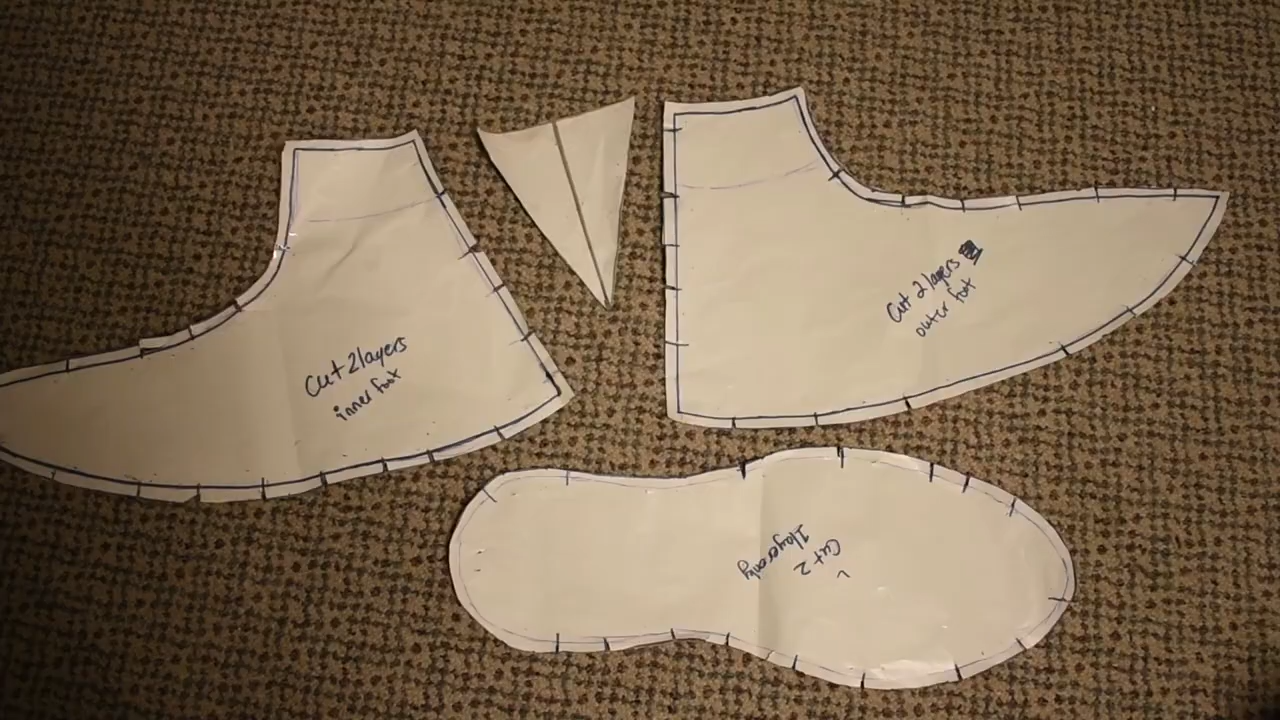 Cut 2 layers
inner foot
Cut 2 layers
outer foot
Cut 2
1 layer only